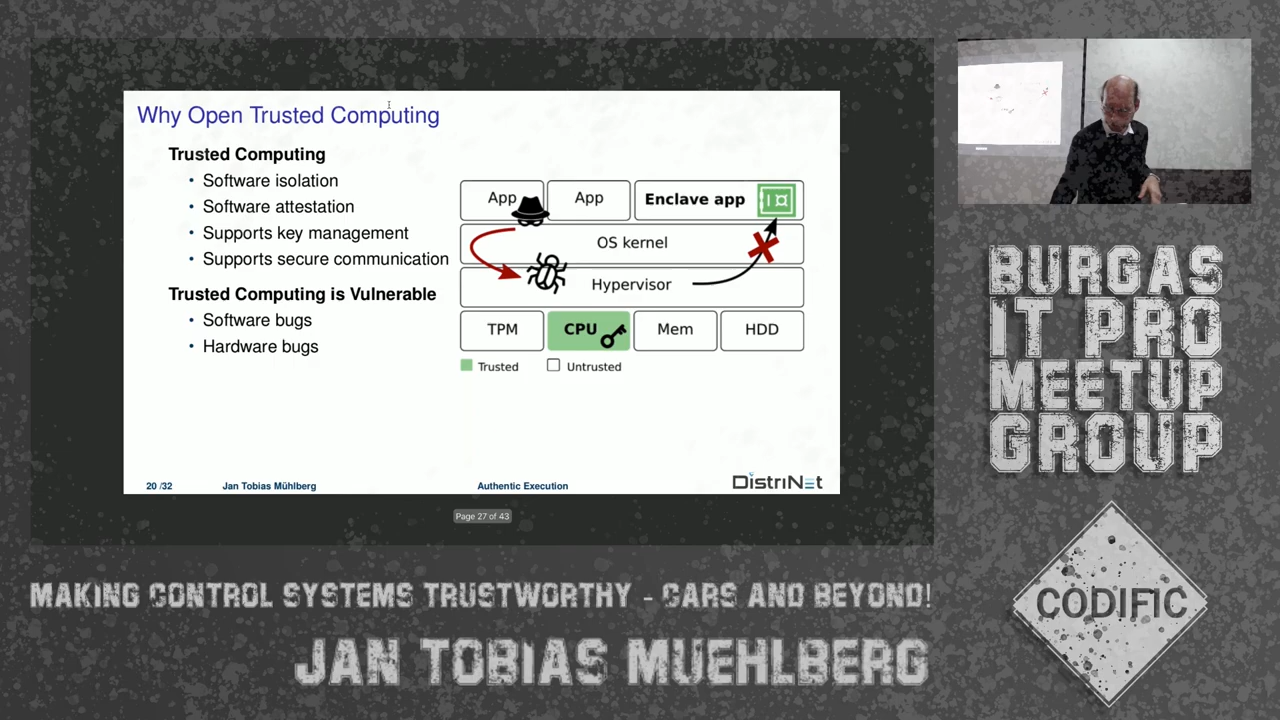 Why Open Trusted Computing
Trusted Computing
• Software isolation
• Software attestation
• Supports key management
• Supports secure communication
Trusted Computing is Vulnerable
• Software bugs
• Hardware bugs
App
App
Enclave app
OS kernel
Hypervisor
TPM
CPU
Mem
HDD
Trusted
Untrusted
20 /32
Jan Tobias Mühlberg
Authentic Execution
DistriNet
Page 27 of 43
BURGAS
IT PRO
MEETUP
GROUP
CODIFIC
MAKING CONTROL SYSTEMS TRUSTWORTHY - CARS AND BEYOND!
JAN TOBIAS MUEHLBERG